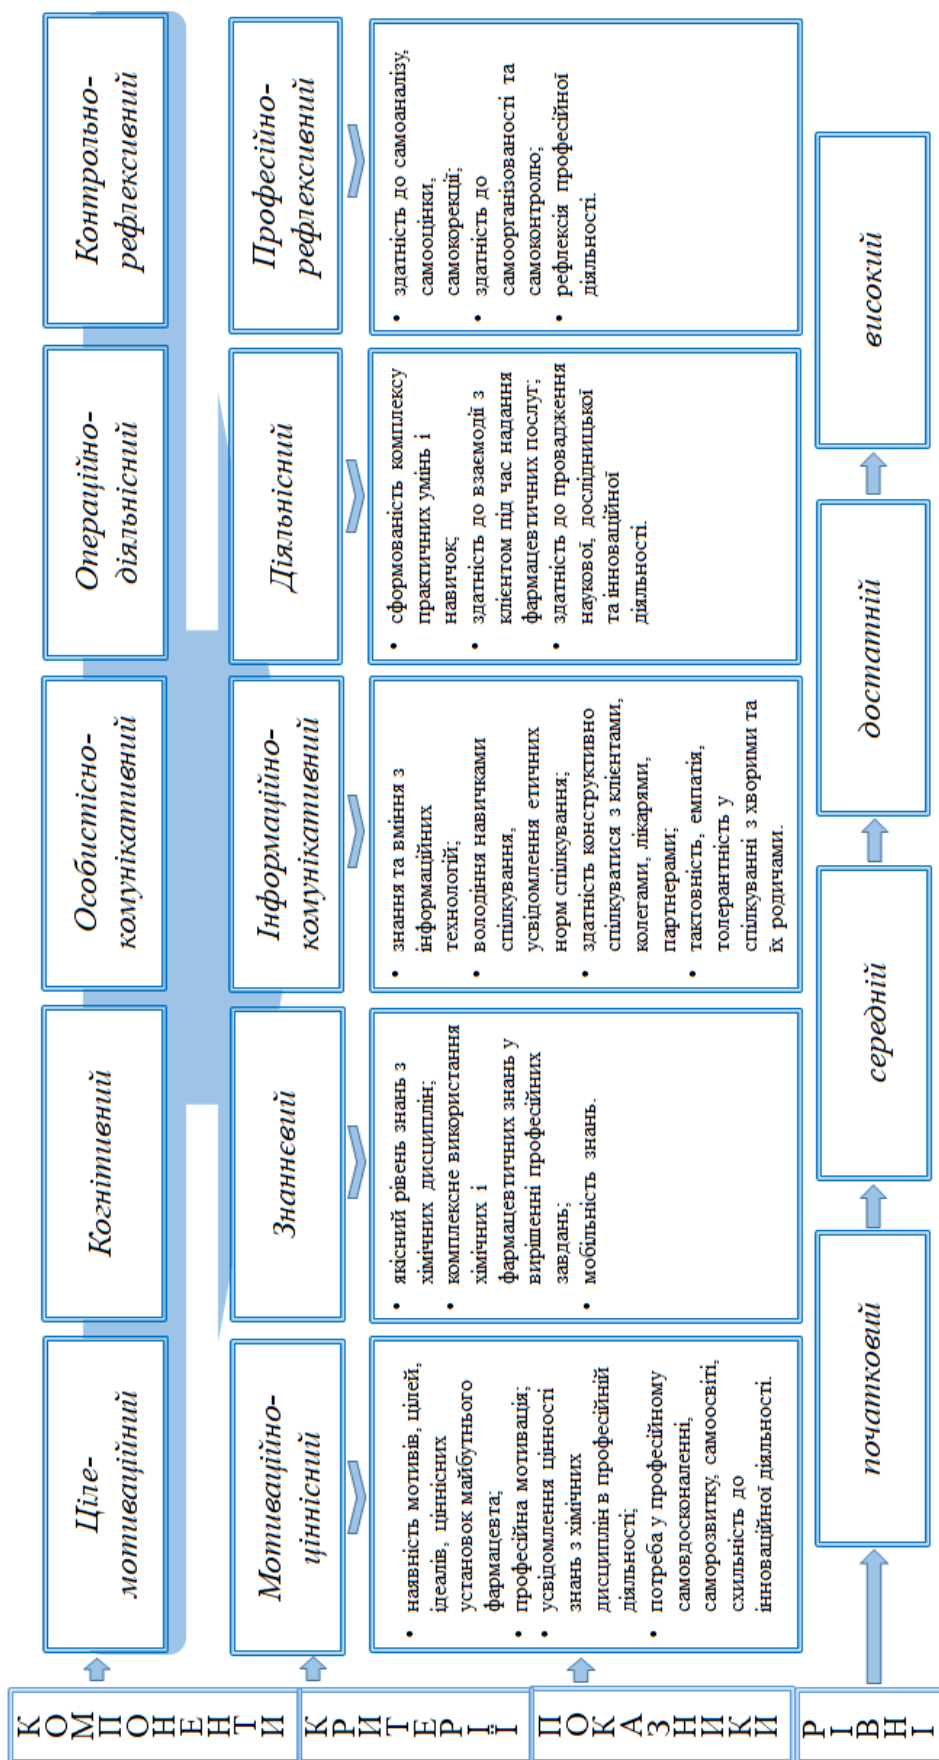 КОМПОНЕНТИ
Ціле-
мотиваційний
Когнітивний
Особистісно-
комунікативний
Операційно-
діяльнісний
Контрольно-
рефлексивний
КРИТЕРІЇ
Мотиваційно-
ціннісний
Знаннєвий
Інформаційно-
комунікативний
Діяльнісний
Професійно-
рефлексивний
ПОКАЗНИКИ
• наявність мотивів, цілей,
ідеалів, ціннісних
установок майбутнього
фармацевта;
• професійна мотивація;
• усвідомлення цінності
знань з хімічних
дисциплін в професійній
діяльності;
• потреба у професійному
самовдосконаленні,
саморозвитку, самоосвіті,
схильність до
інноваційної діяльності.
• якісний рівень знань з
хімічних дисциплін;
• комплексне використання
хімічних і
фармацевтичних знань у
вирішенні професійних
завдань;
• мобільність знань.
• знання та вміння з
інформаційних
технологій;
• володіння навичками
спілкування,
усвідомлення етичних
норм спілкування;
• здатність конструктивно
спілкуватися з клієнтами,
колегами, лікарями,
партнерами;
• тактовність, емпатія,
толерантність у
спілкуванні з хворими та
їх родичами.
• сформованість комплексу
практичних умінь і
навичок;
• здатність до взаємодії з
клієнтом під час надання
фармацевтичних послуг;
• здатність до провадження
наукової, дослідницької
та інноваційної
діяльності.
• здатність до самоаналізу,
самооцінки,
самокорекції;
• здатність до
самоорганізованості та
самоконтролю;
• рефлексія професійної
діяльності.
РІВНІ
початковий
середній
достатній
високий